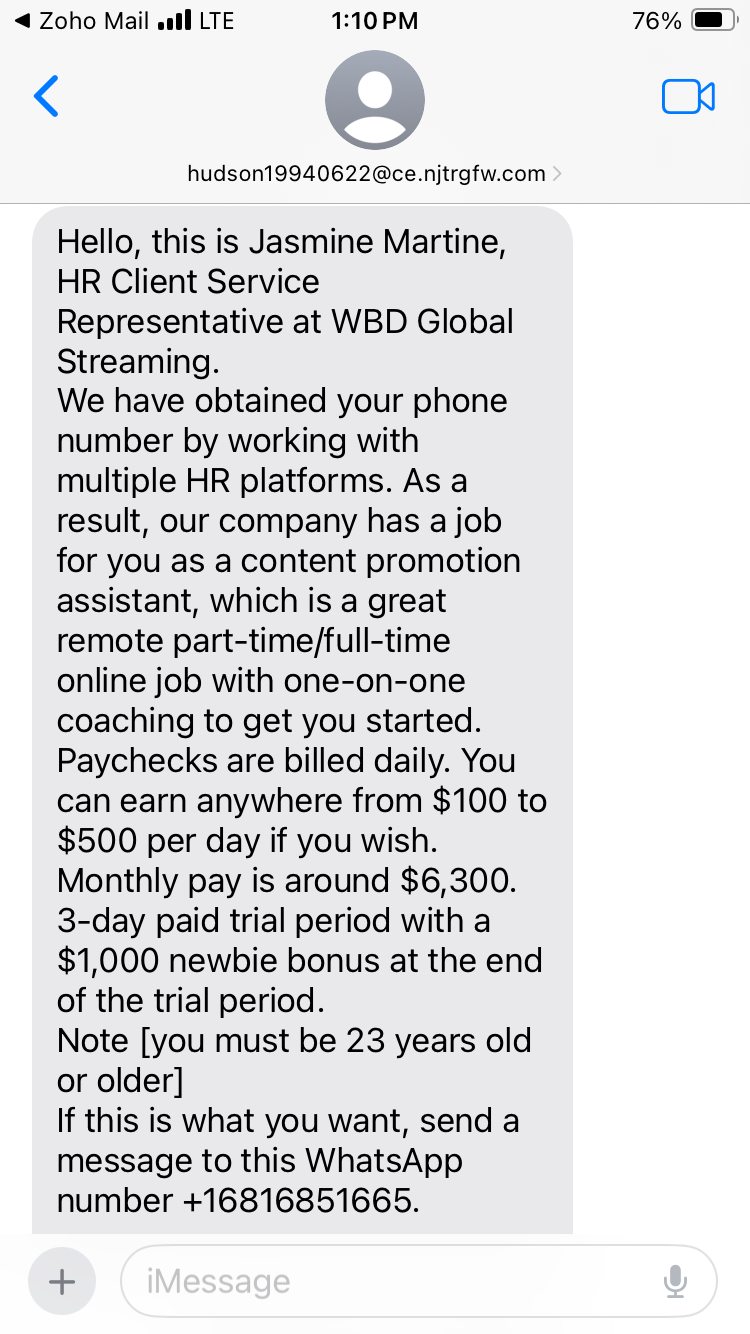 Zoho Mail LTE 1:10 PM 76%
hudson19940622@ce.njtrgfw.com
Hello, this is Jasmine Martine,
HR Client Service
Representative at WBD Global
Streaming.
We have obtained your phone
number by working with
multiple HR platforms. As a
result, our company has a job
for you as a content promotion
assistant, which is a great
remote part-time/full-time
online job with one-on-one
coaching to get you started.
Paychecks are billed daily. You
can earn anywhere from $100 to
$500 per day if you wish.
Monthly pay is around $6,300.
3-day paid trial period with a
$1,000 newbie bonus at the end
of the trial period.
Note [you must be 23 years old
or older]
If this is what you want, send a
message to this WhatsApp
number +16816851665.
iMessage